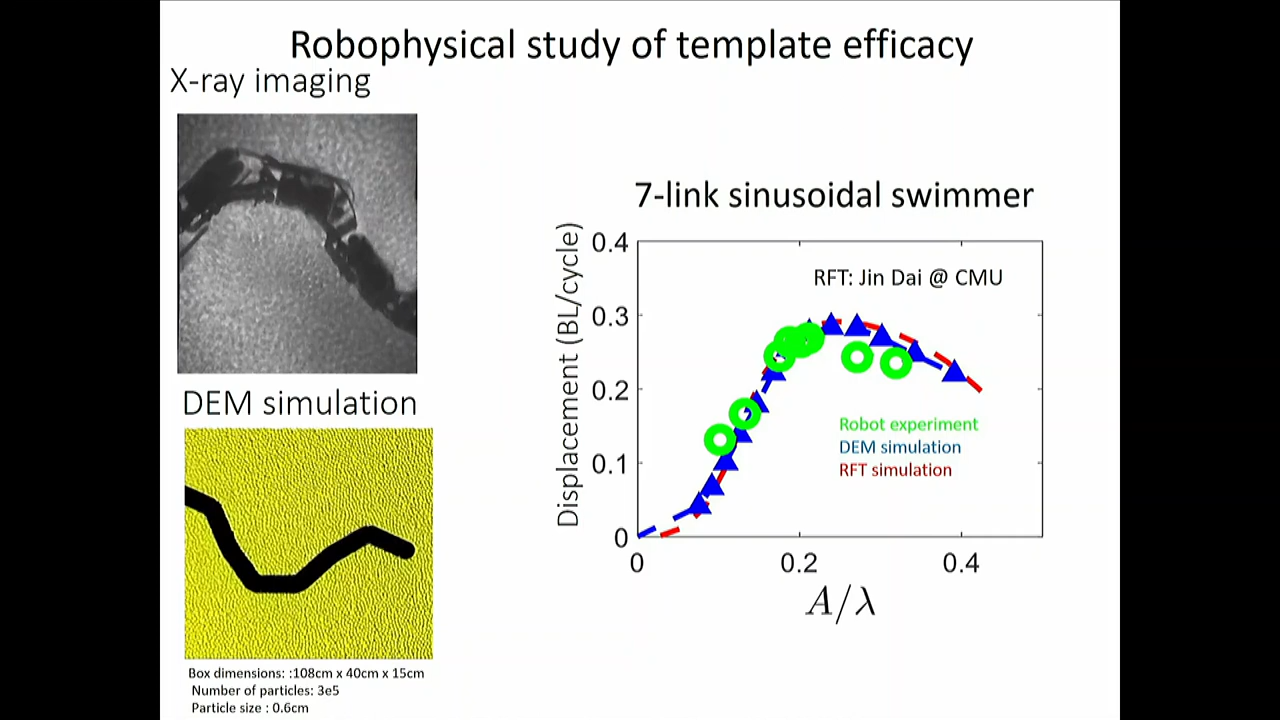 Robophysical study of template efficacy
X-ray imaging
DEM simulation
Box dimensions: :108cm x 40cm x 15cm
Number of particles: 3e5
Particle size : 0.6cm
7-link sinusoidal swimmer
Displacement (BL/cycle)
0.4
0.3
0.2
0.1
0
RFT: Jin Dai @ CMU
Robot experiment
DEM simulation
RFT simulation
0 0.2 0.4
A/λ